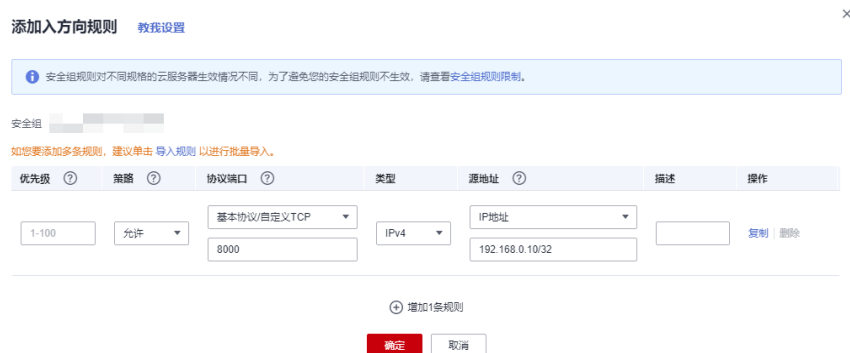 添加入方向规则 教我设置
安全组规则对不同规格的云服务器生效情况不同，为了避免您的安全组规则不生效，请查看安全组规则限制。
安全组
如您要添加多条规则，建议单击 导入规则 以进行批量导入。
优先级 ? 策略 ? 协议端口 ? 类型 源地址 ? 描述 操作
基本协议/自定义TCP IP地址
1-100 允许 IPv4 复制 删除
8000 192.168.0.10/32
增加1条规则
确定 取消